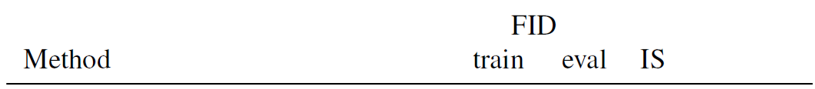 FID
Method train eval IS